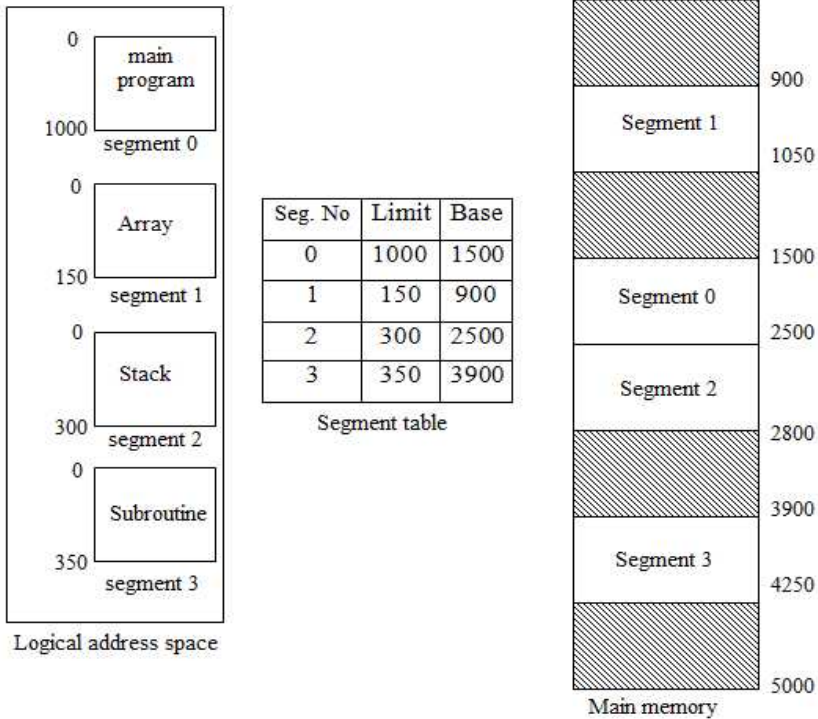 0
main
program
1000
segment 0
0
Array
150
segment 1
0
Stack
300
segment 2
0
Subroutine
350
segment 3
Logical address space
Seg. No Limit Base
0 1000 1500
1 150 900
2 300 2500
3 350 3900
Segment table
900
Segment 1
1050
1500
Segment 0
2500
Segment 2
2800
3900
Segment 3
4250
5000
Main memory